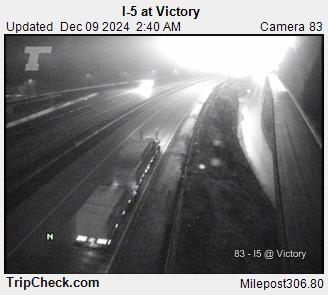 I-5 at Victory
Updated Dec 09 2024 2:40 AM Camera 83
T
N
83 - I5 @ Victory
TripCheck.com Milepost306.80